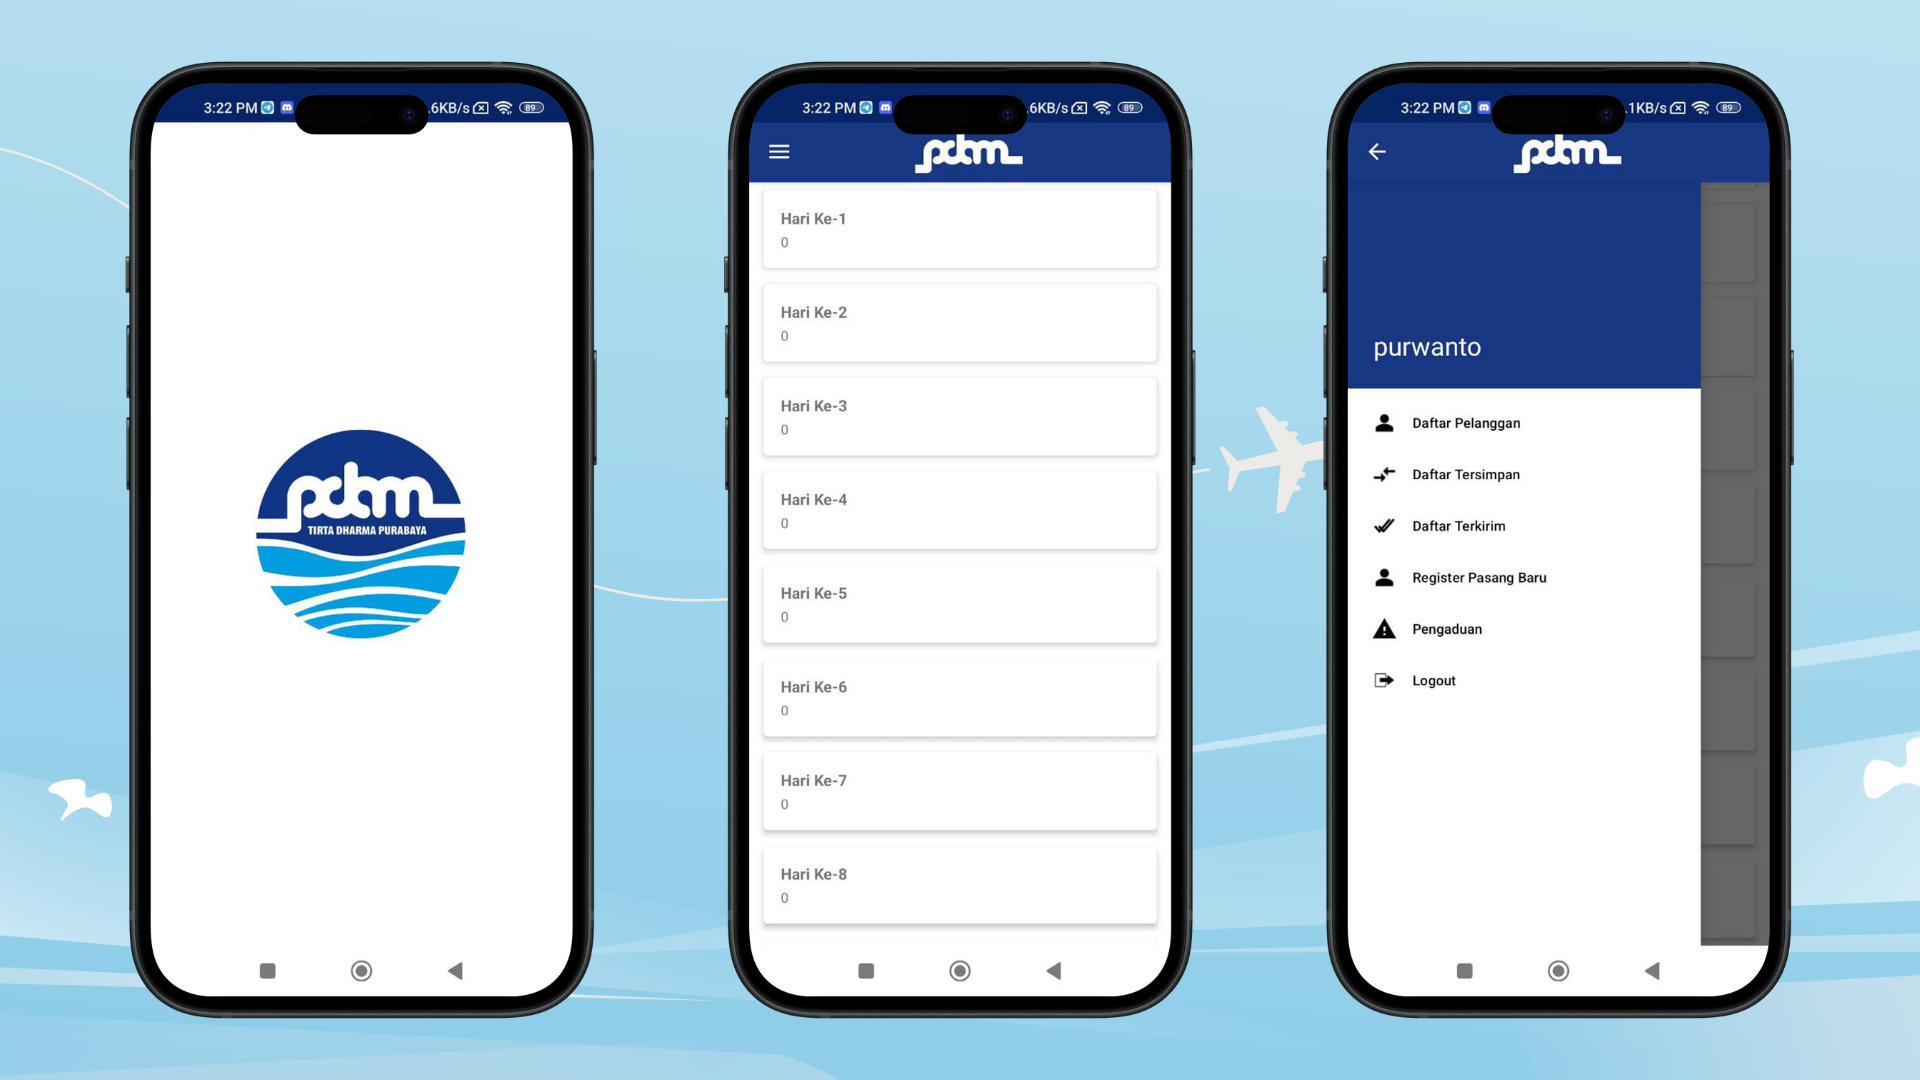 3:22 PM
.6KB/s
89
pdam
TIRTA DHARMA PURABAYA
3:22 PM
.6KB/s
89
pdam
Hari Ke-1
0
Hari Ke-2
0
Hari Ke-3
0
Hari Ke-4
0
Hari Ke-5
0
Hari Ke-6
0
Hari Ke-7
0
Hari Ke-8
0
3:22 PM
.1KB/s
89
pdam
purwanto
Daftar Pelanggan
Daftar Tersimpan
Daftar Terkirim
Register Pasang Baru
Pengaduan
Logout